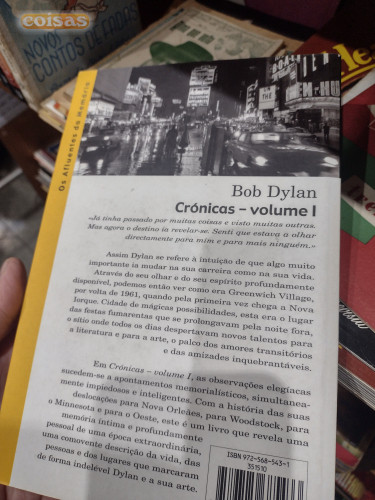 coisas
NOVOS
CONTOS DE FADAS
Os Afluentes da Memória
Bob Dylan
Crónicas – volume I
«Já tinha passado por muitas coisas e visto muitas outras.
Mas agora o destino ia revelar-se. Senti que estava a olhar
directamente para mim e para mais ninguém.»
Assim Dylan se refere à intuição de que algo muito
importante ia mudar na sua carreira como na sua vida.
Através do seu olhar e do seu espírito profundamente
disponível, podemos então ver como era Greenwich Village,
por volta de 1961, quando pela primeira vez chega a Nova
Iorque. Cidade de mágicas possibilidades, esta era o lugar
das festas fumarentas que se prolongavam pela noite fora,
o sítio onde todos os dias despertavam novos talentos para
a literatura e para a arte, o palco dos amores transitórios
e das amizades inquebrantáveis.
Em Crónicas – volume I, as observações elegíacas
sucedem-se a apontamentos memorialísticos, simultanea-
mente impiedosos e inteligentes. Com a história das suas
deslocações para Nova Orleães, para Woodstock, para
o Minnesota e para o Oeste, este é um livro que revela uma
memória íntima e profundamente
pessoal de uma época extraordinária,
uma comovente descrição da vida, das
pessoas e dos lugares que marcaram
de forma indelével Dylan e a sua arte.
ISBN 972-568-543-1
351510